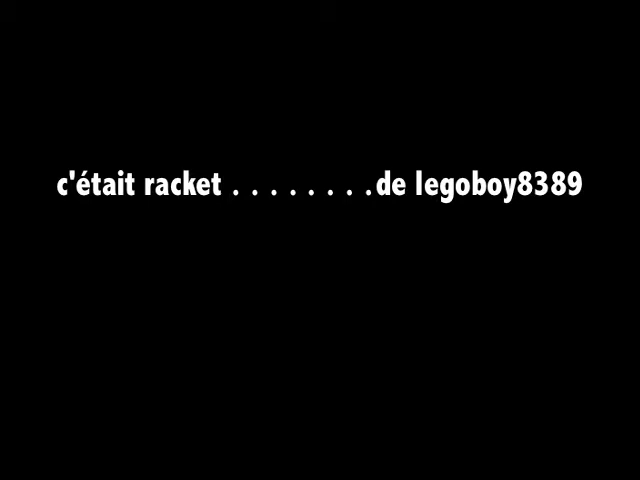 c'était racket . . . . . . . .de legoboy8389